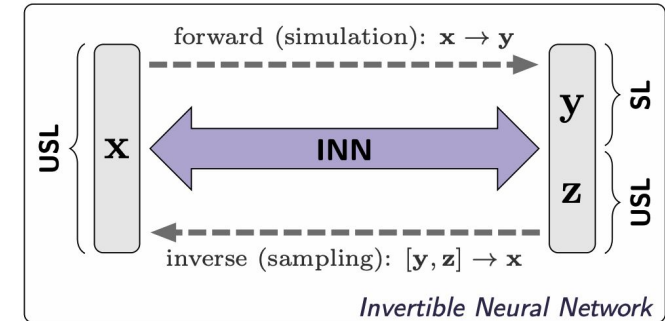 forward (simulation): x → y
USL
x
INN
y
z
SL
USL
inverse (sampling): [y, z] → x
Invertible Neural Network